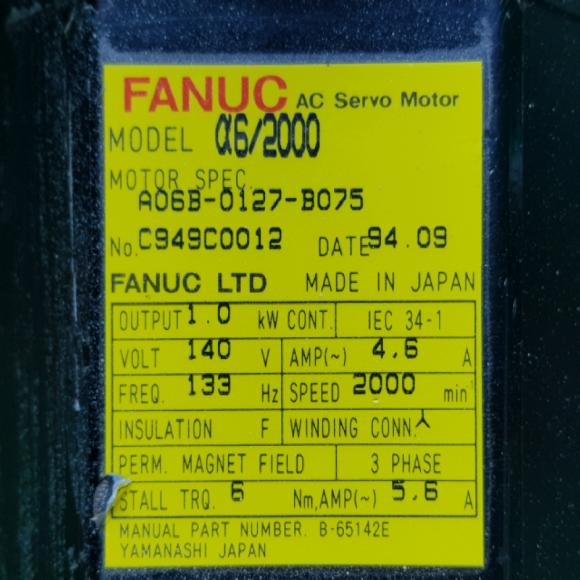 FANUC AC Servo Motor
MODEL α6/2000
MOTOR SPEC.
A06B-0127-B075
No. C949C0012 DATE 94.09
FANUC LTD MADE IN JAPAN
OUTPUT 1.0 kW CONT. IEC 34-1
VOLT 140 V AMP(~) 4.6 A
FREQ. 133 Hz SPEED 2000 min⁻¹
INSULATION F WINDING CONN. ⅄
PERM. MAGNET FIELD 3 PHASE
STALL TRQ. 6 Nm, AMP(~) 5.6 A
MANUAL PART NUMBER. B-65142E
YAMANASHI JAPAN